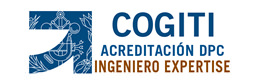 COGITI
ACREDITACIÓN DPC
INGENIERO EXPERTISE